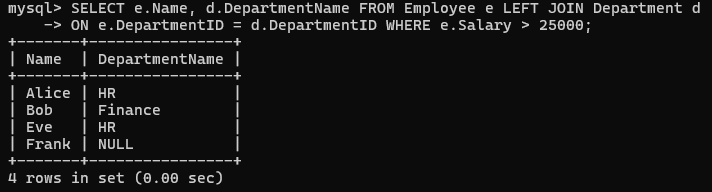 mysql> SELECT e.Name, d.DepartmentName FROM Employee e LEFT JOIN Department d
    -> ON e.DepartmentID = d.DepartmentID WHERE e.Salary > 25000;
+-------+----------------+
| Name  | DepartmentName |
+-------+----------------+
| Alice | HR             |
| Bob   | Finance        |
| Eve   | HR             |
| Frank | NULL           |
+-------+----------------+
4 rows in set (0.00 sec)